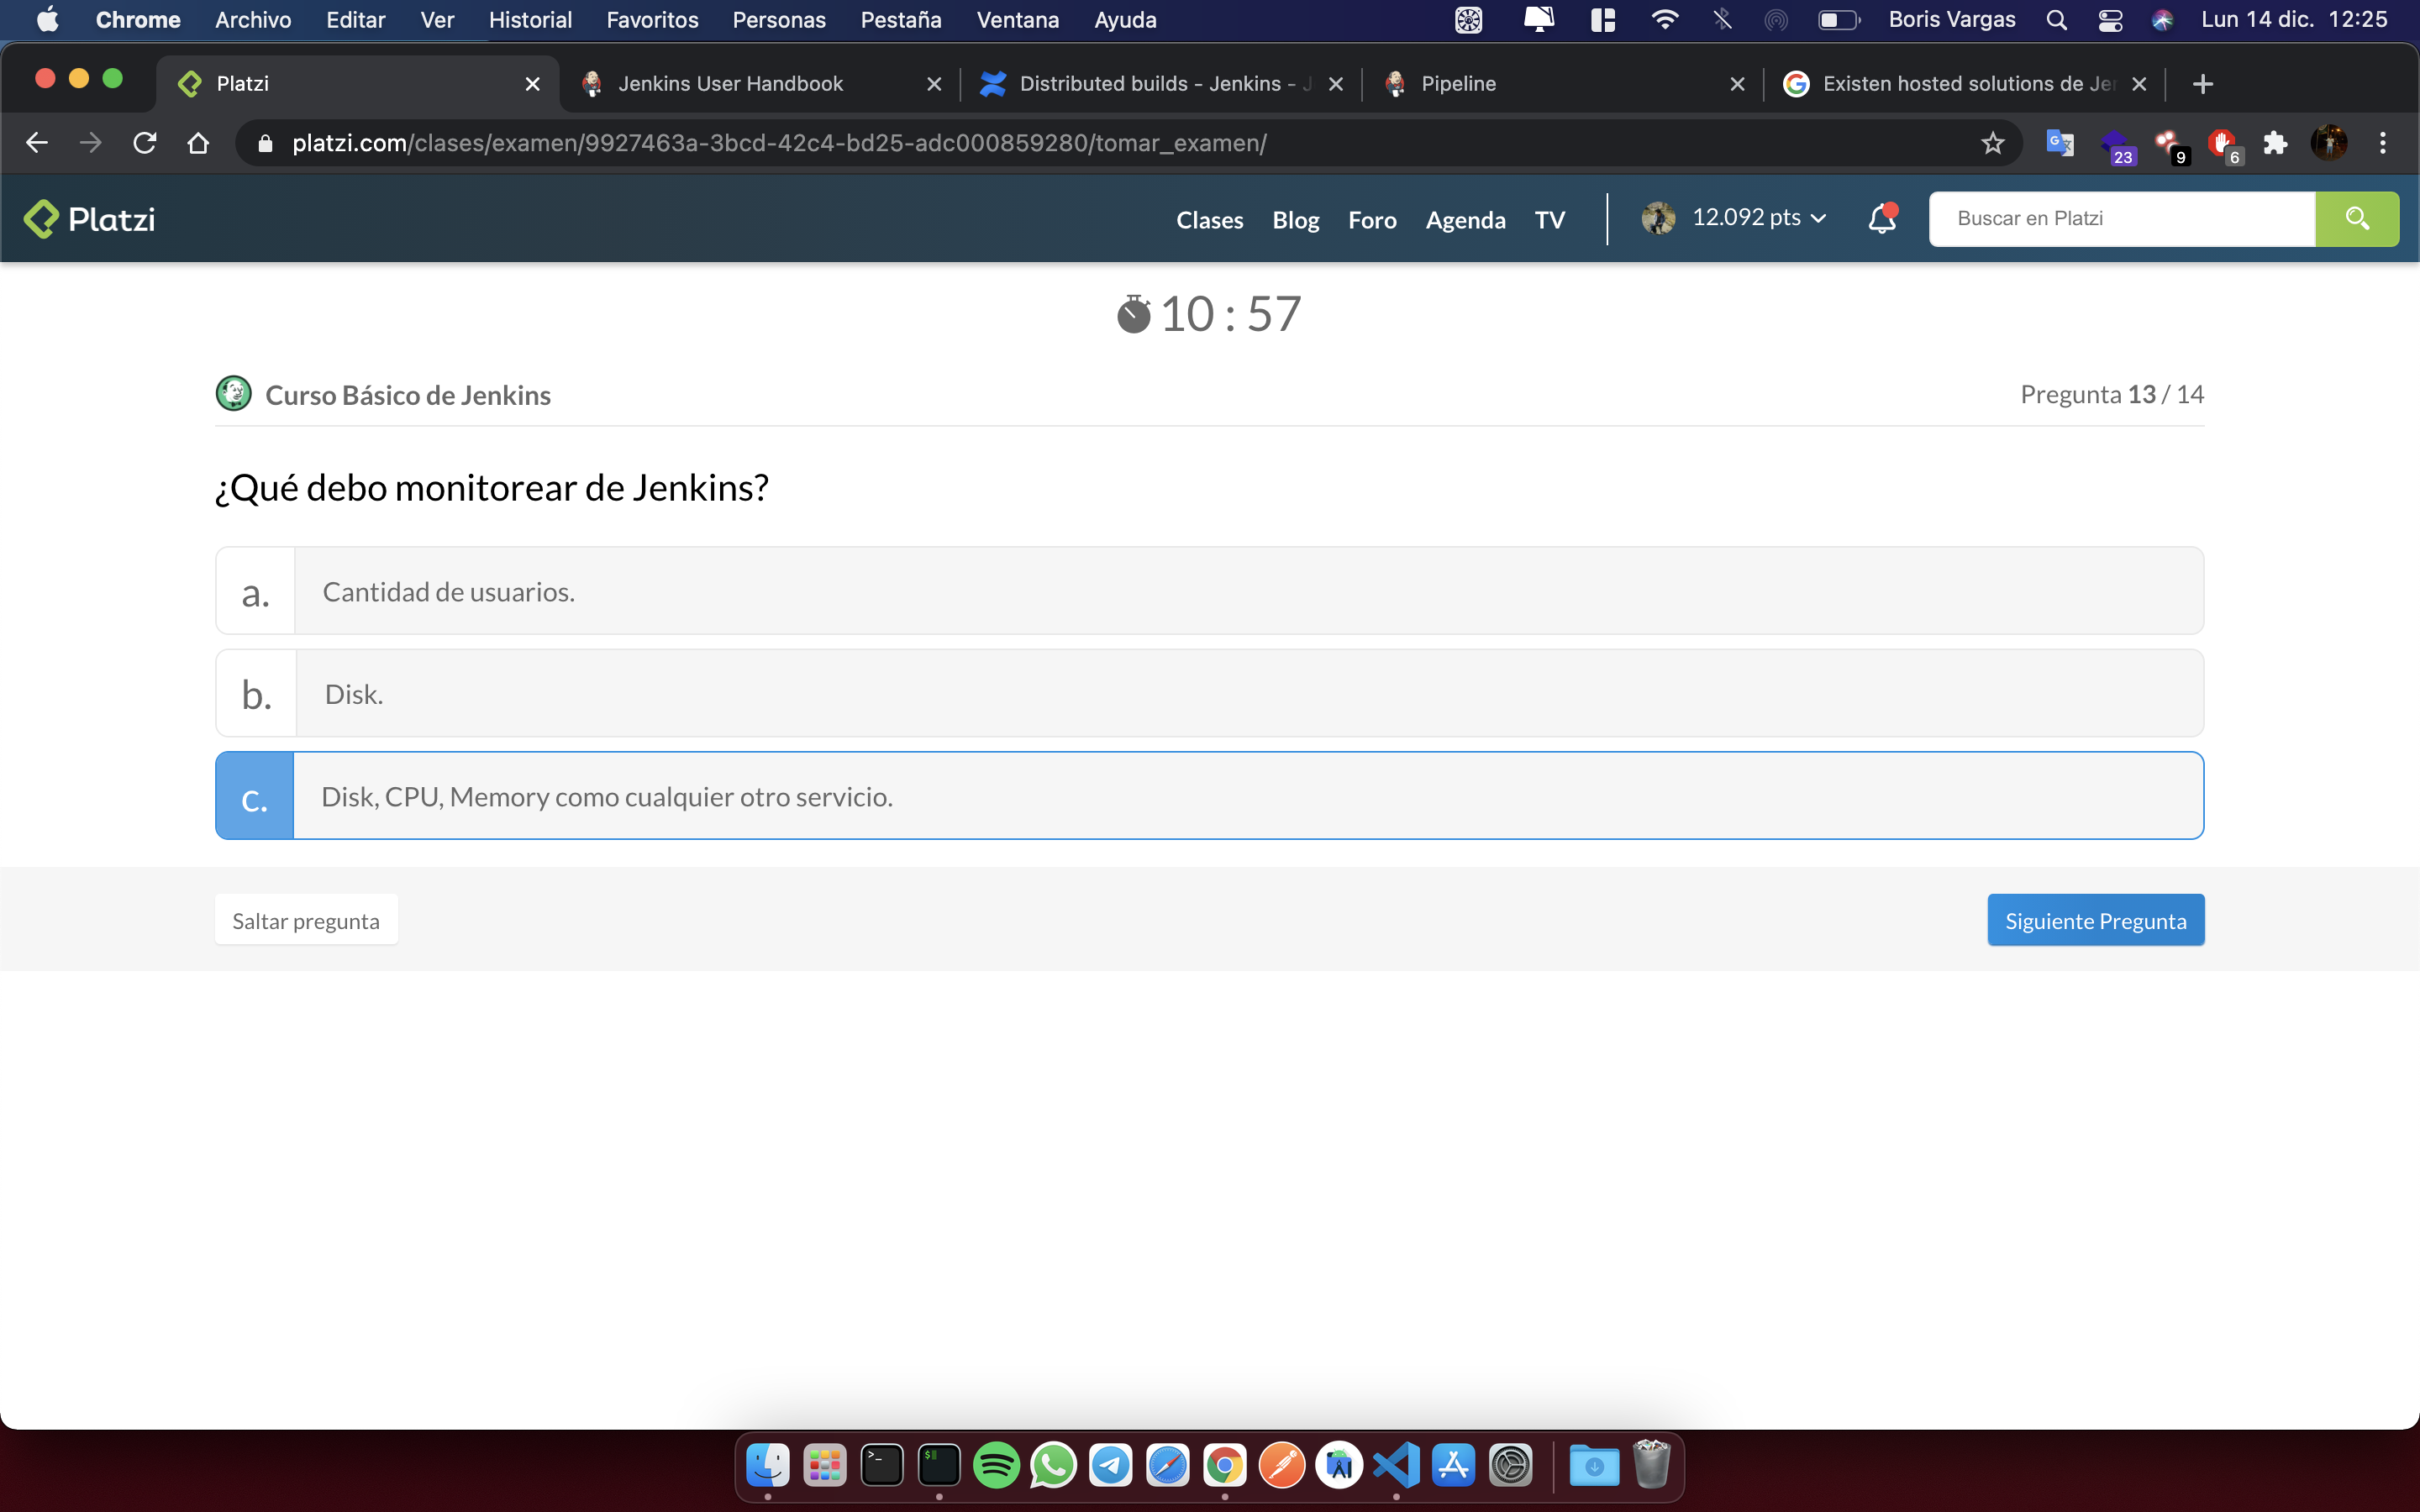 Chrome Archivo Editar Ver Historial Favoritos Personas Pestaña Ventana Ayuda Boris Vargas Lun 14 dic. 12:25
Platzi Jenkins User Handbook Distributed builds - Jenkins - Pipeline Existen hosted solutions de
platzi.com/clases/examen/9927463a-3bcd-42c4-bd25-adc000859280/tomar_examen/ 23 9 6
Platzi Clases Blog Foro Agenda TV 12.092 pts Buscar en Platzi
10 : 57
Curso Básico de Jenkins Pregunta 13 / 14
¿Qué debo monitorear de Jenkins?
a. Cantidad de usuarios.
b. Disk.
c. Disk, CPU, Memory como cualquier otro servicio.
Saltar pregunta Siguiente Pregunta